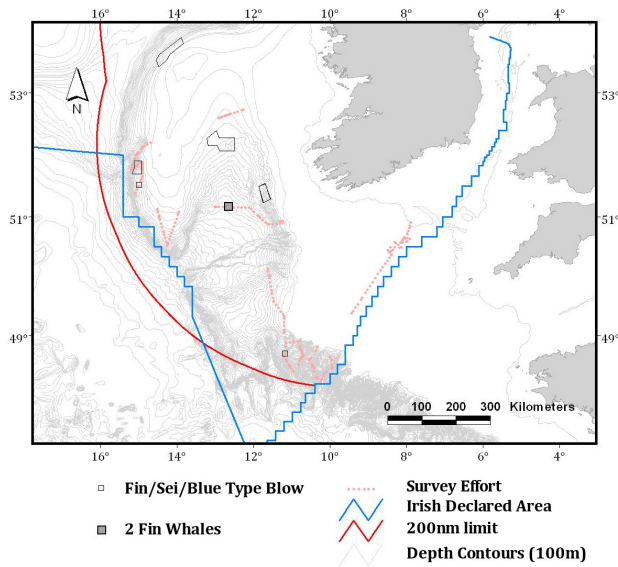 16° 14° 12° 10° 8° 6° 4°
53° 53°
N
51° 51°
49° 49°
0 100 200 300 Kilometers
16° 14° 12° 10° 8° 6° 4°
Fin/Sei/Blue Type Blow
2 Fin Whales
Survey Effort
Irish Declared Area
200nm limit
Depth Contours (100m)